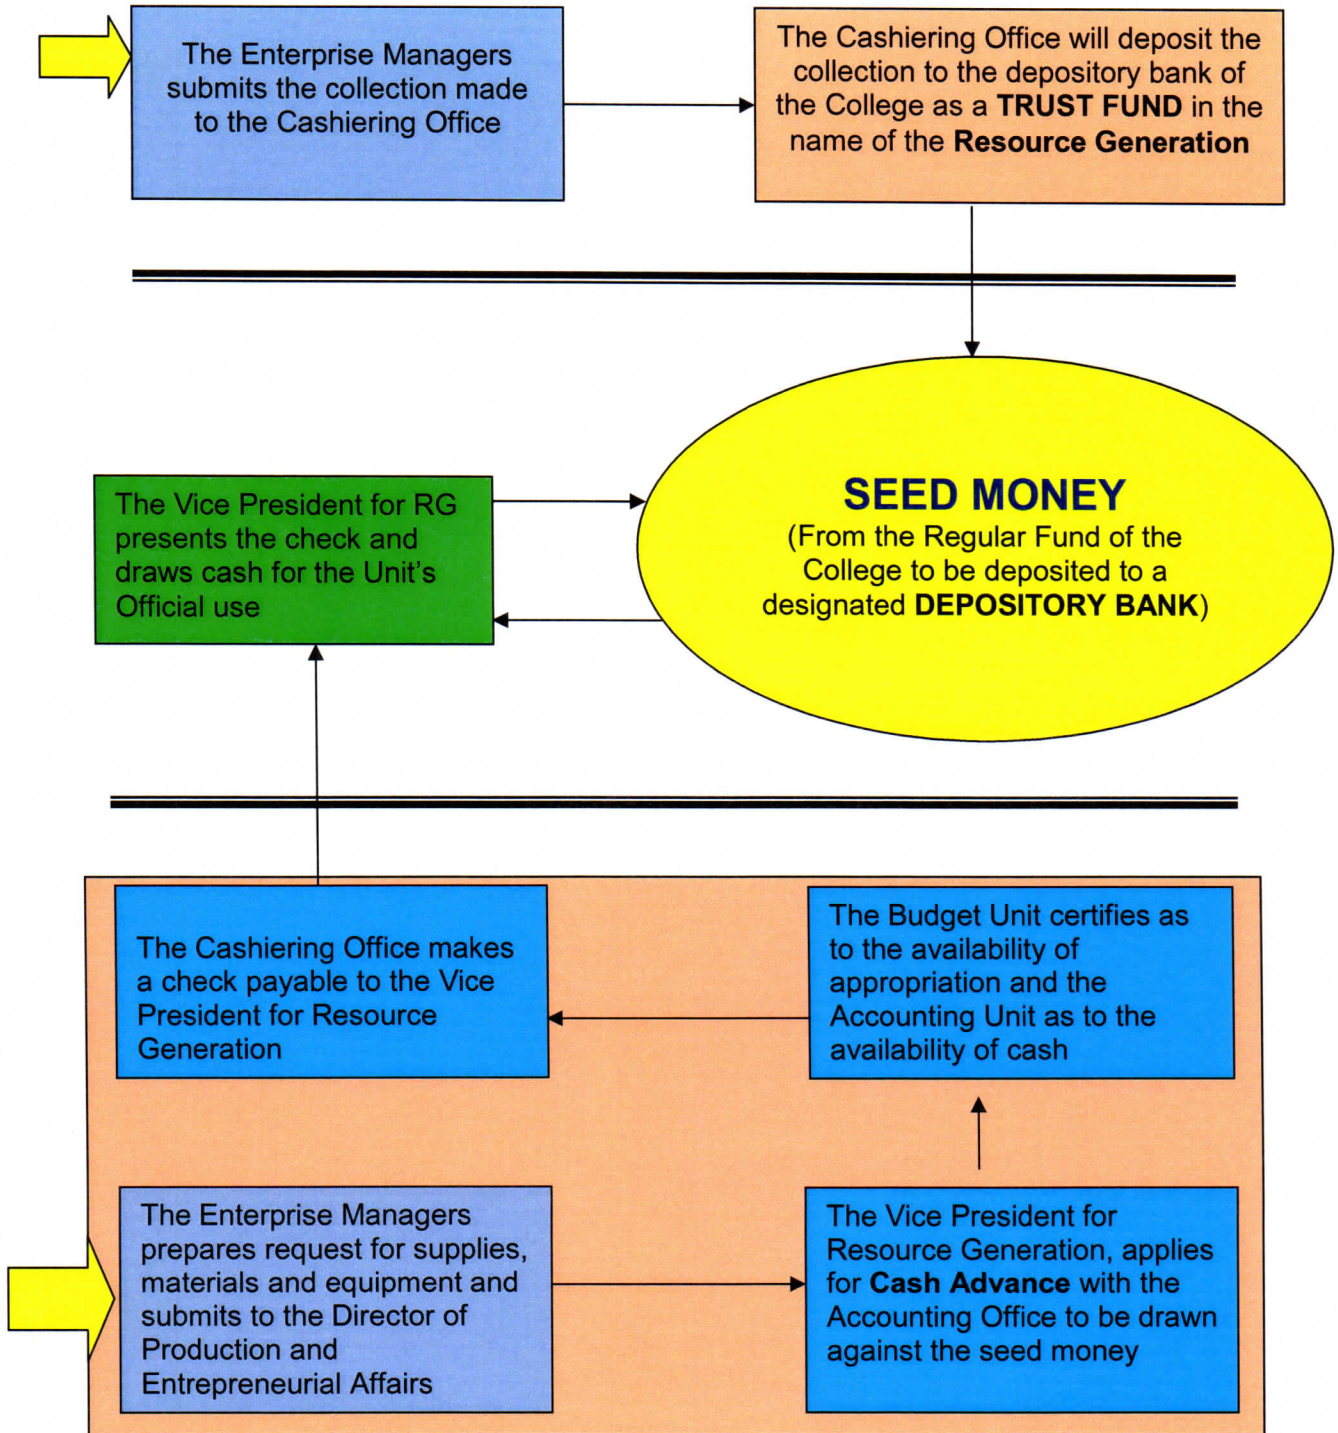 The Enterprise Managers
submits the collection made
to the Cashiering Office
The Cashiering Office will deposit the
collection to the depository bank of
the College as a TRUST FUND in the
name of the Resource Generation
The Vice President for RG
presents the check and
draws cash for the Unit's
Official use
SEED MONEY
(From the Regular Fund of the
College to be deposited to a
designated DEPOSITORY BANK)
The Cashiering Office makes
a check payable to the Vice
President for Resource
Generation
The Budget Unit certifies as
to the availability of
appropriation and the
Accounting Unit as to the
availability of cash
The Enterprise Managers
prepares request for supplies,
materials and equipment and
submits to the Director of
Production and
Entrepreneurial Affairs
The Vice President for
Resource Generation, applies
for Cash Advance with the
Accounting Office to be drawn
against the seed money